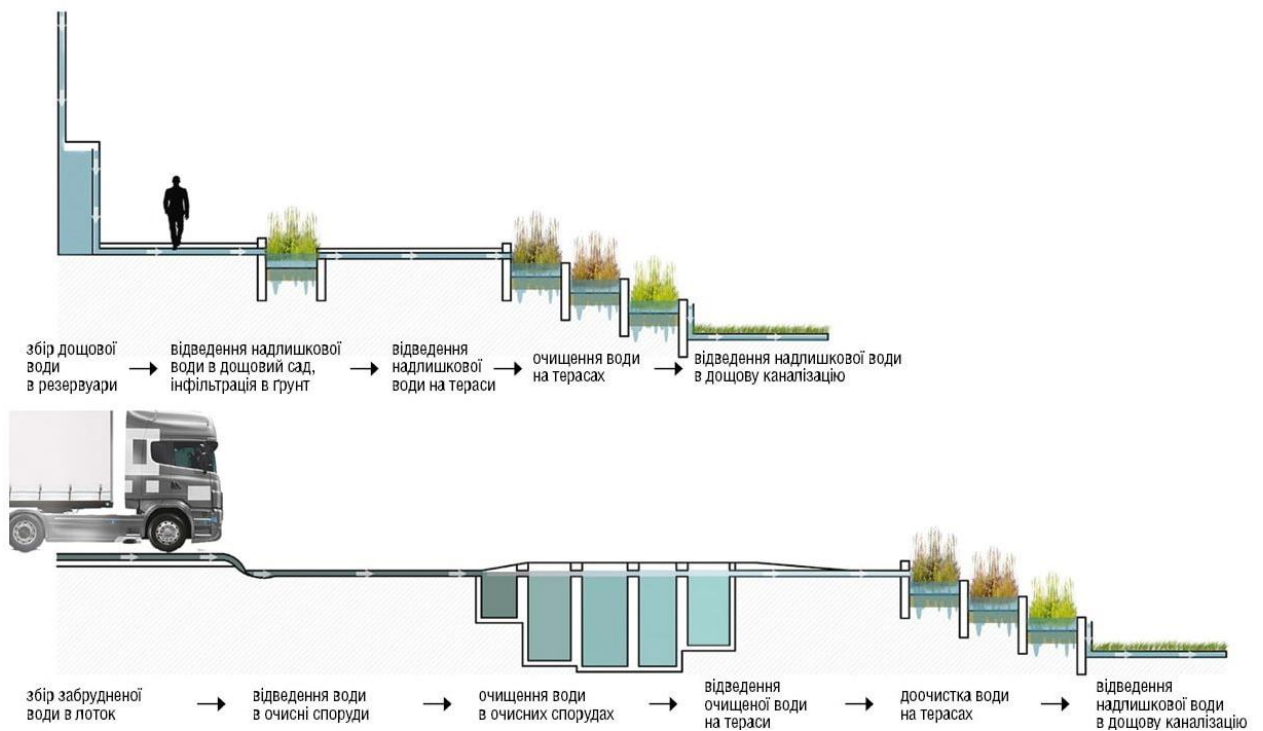 збір дощової
води
в резервуари
відведення надлишкової
води в дощовий сад,
інфільтрація в ґрунт
відведення
надлишкової
води на тераси
очищення води
на терасах
відведення надлишкової води
в дощову каналізацію
збір забрудненої
води в лоток
відведення води
в очисні споруди
очищення води
в очисних спорудах
відведення
очищеної води
на тераси
доочистка води
на терасах
відведення
надлишкової води
в дощову каналізацію